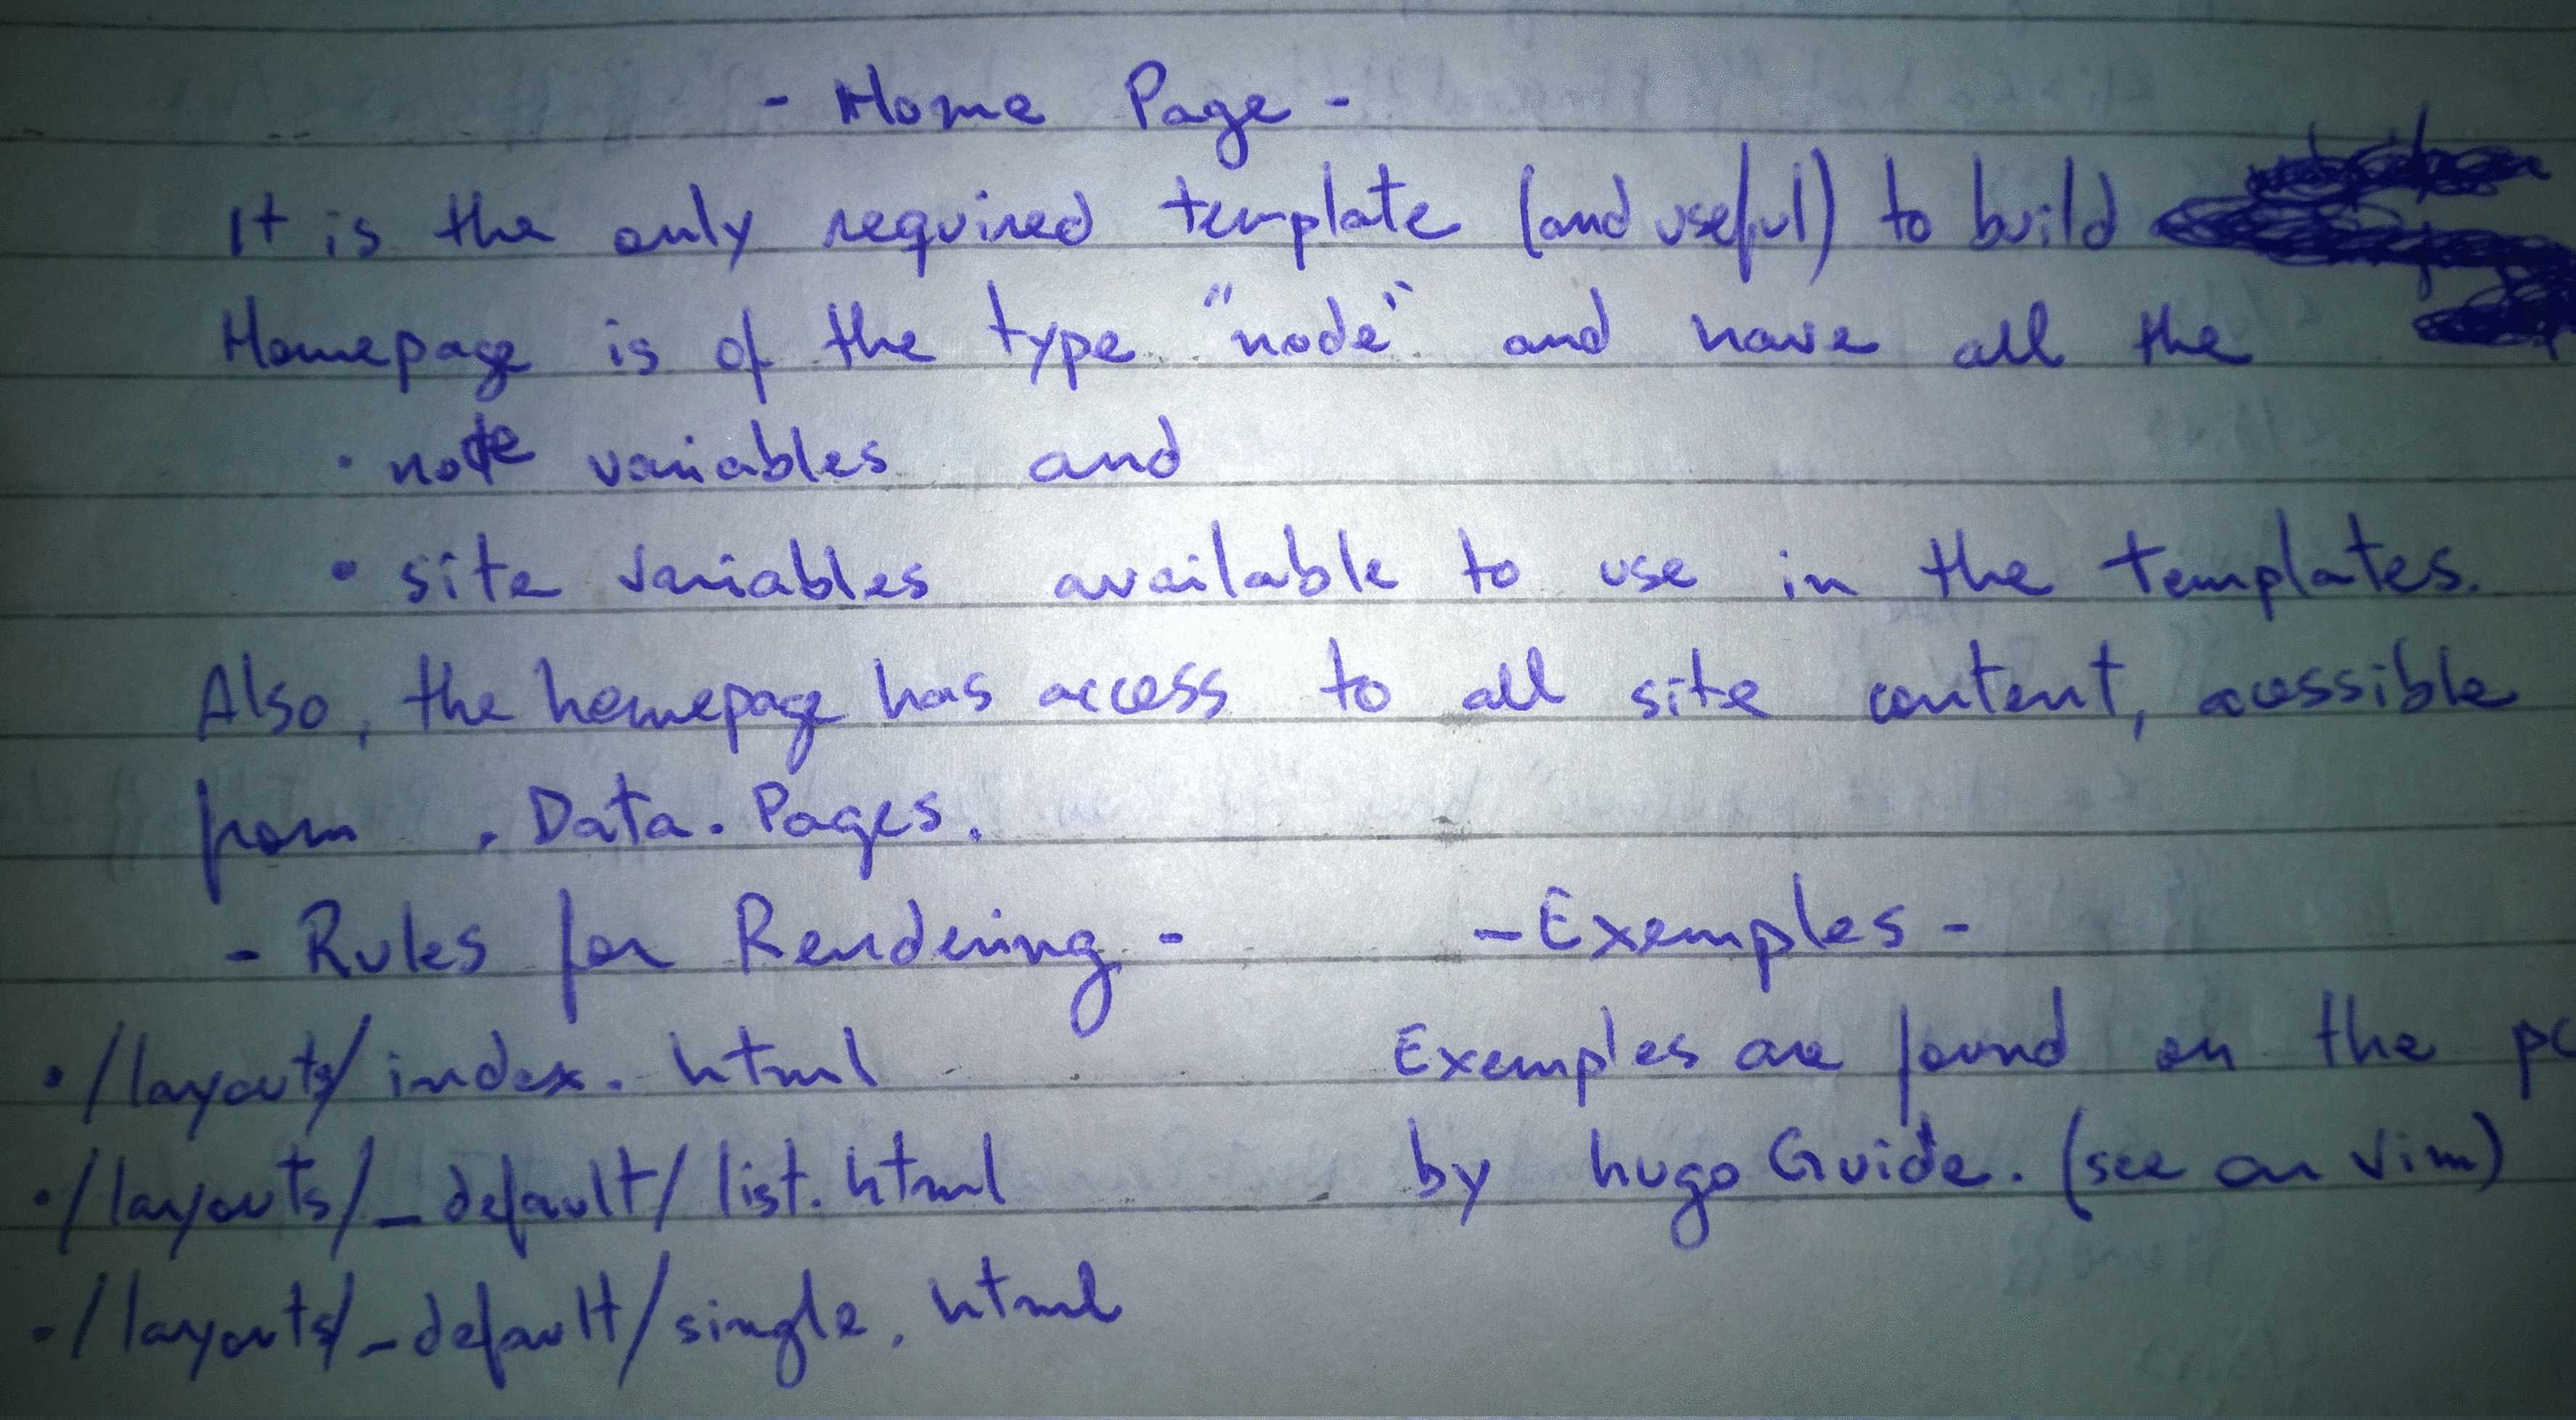 - Home Page -
It is the only required template (and useful) to build
Homepage is of the type "node" and have all the
· node variables and
• site variables available to use in the templates.
Also, the homepage has access to all site content, acessible
from .Data.Pages.
- Rules for Rendering -
• /layouts/index.html
• /layouts/_default/list.html
- /layouts/_default/single.html
- Exemples -
Exemples are found on the pc
by hugo Guide. (see on vim)